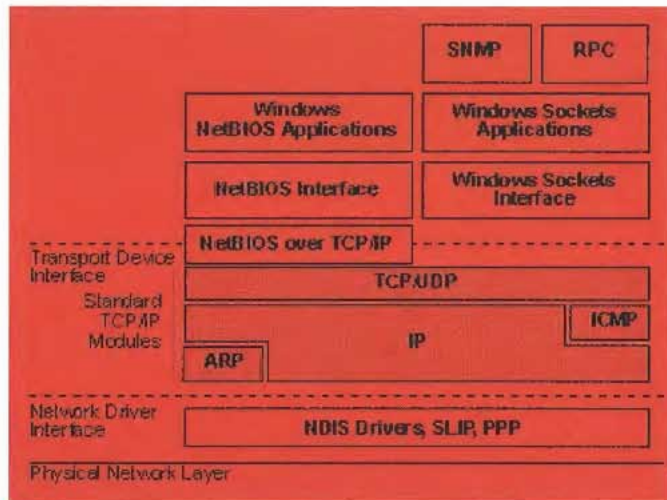 SNMP
RPC
Windows
NetBIOS Applications
Windows Sockets
Applications
NetBIOS Interface
Windows Sockets
Interface
NetBIOS over TCP/IP
Transport Device
Interface
TCP/UDP
Standard
TCP/IP
Modules
ICMP
IP
ARP
Network Driver
Interface
NDIS Drivers, SLIP, PPP
Physical Network Layer